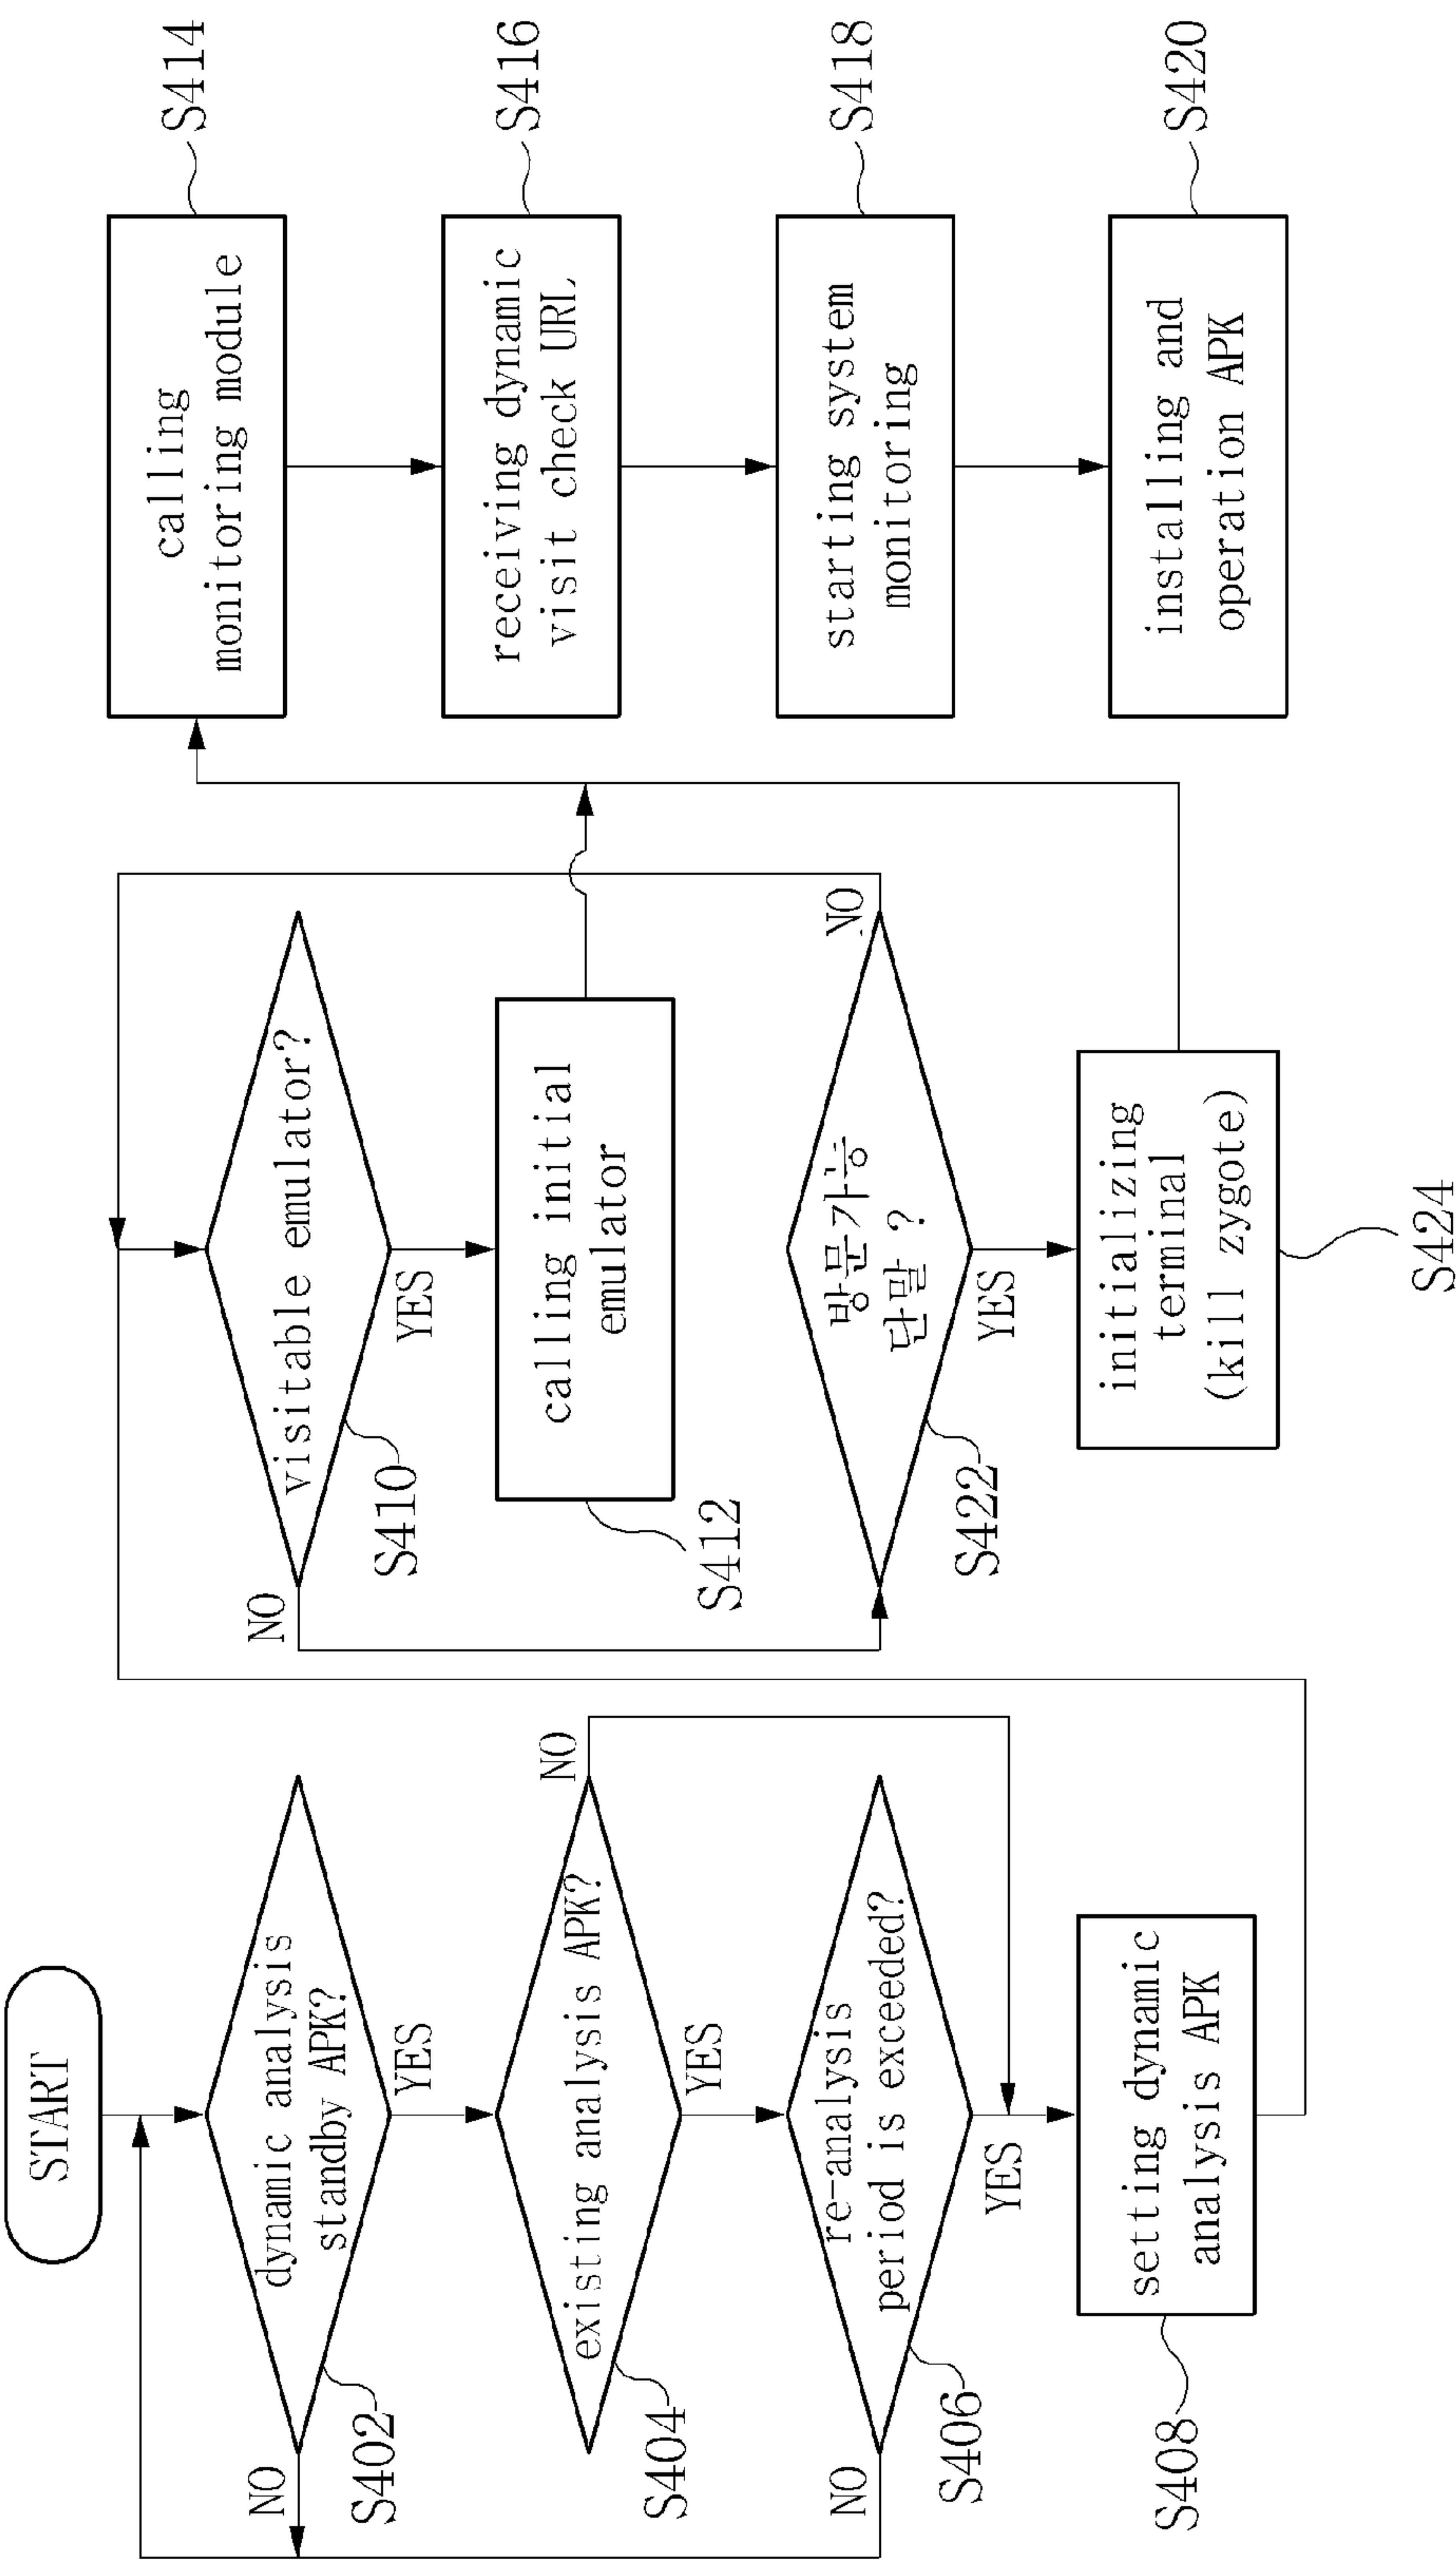 START
dynamic analysis
standby APK?
S402
NO
YES
existing analysis APK?
S404
NO
YES
re-analysis
period is exceeded?
S406
NO
YES
setting dynamic
analysis APK
S408
visitable emulator?
S410
NO
YES
calling initial
emulator
S412
방문가능
단말 ?
S422
NO
YES
initializing
terminal
(kill zygote)
S424
calling
monitoring module
S414
receiving dynamic
visit check URL
S416
starting system
monitoring
S418
installing and
operation APK
S420